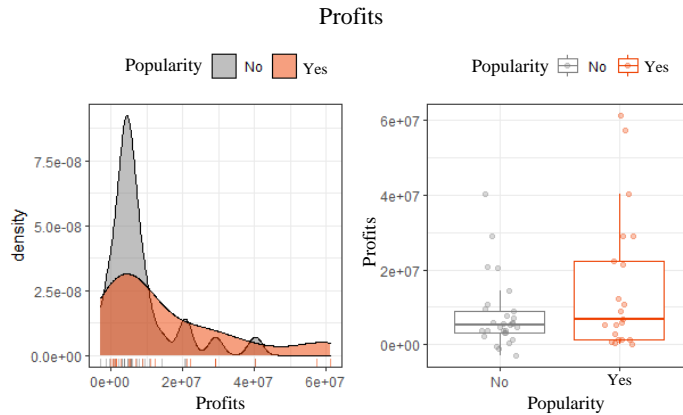 Profits
Popularity No Yes
density
7.5e-08
5.0e-08
2.5e-08
0.0e+00
0e+00 2e+07 4e+07 6e+07
Profits
Popularity No Yes
Profits
6e+07
4e+07
2e+07
0e+00
No Yes
Popularity